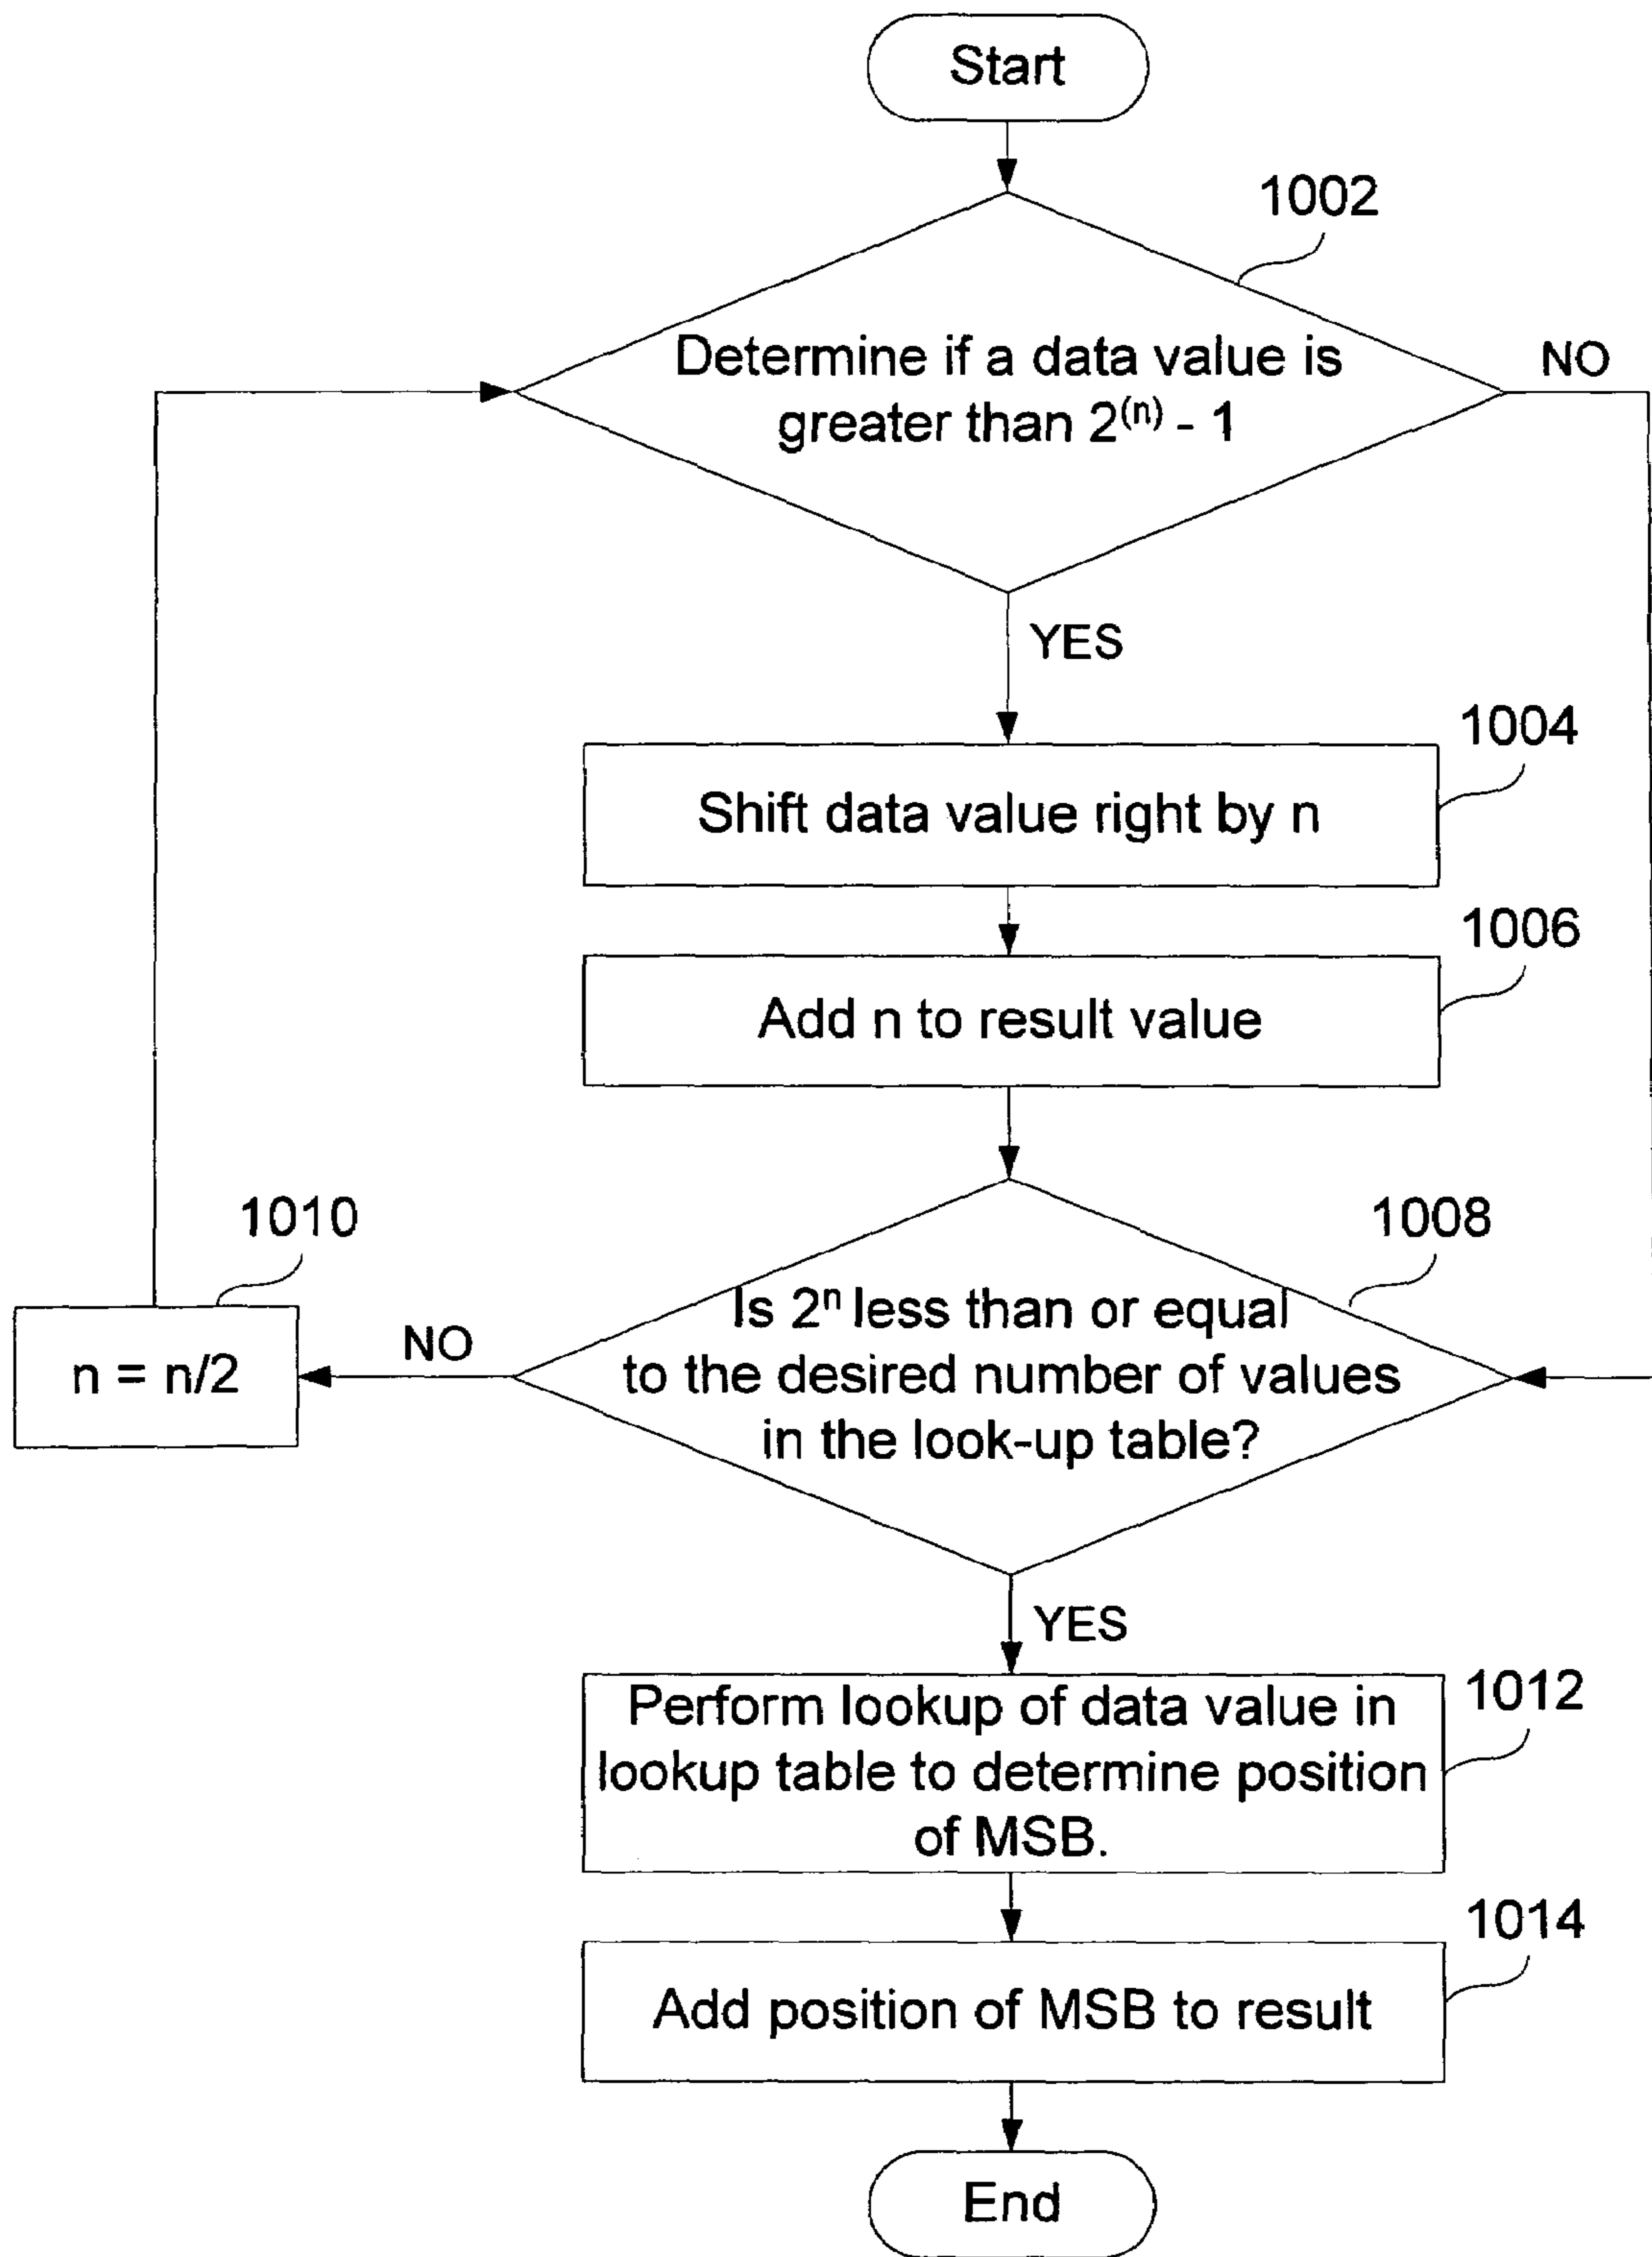 Start
1002
Determine if a data value is
greater than 2⁽ⁿ⁾ - 1
NO
YES
1004
Shift data value right by n
1006
Add n to result value
1010
n = n/2
NO
1008
Is 2ⁿ less than or equal
to the desired number of values
in the look-up table?
YES
1012
Perform lookup of data value in
lookup table to determine position
of MSB.
1014
Add position of MSB to result
End